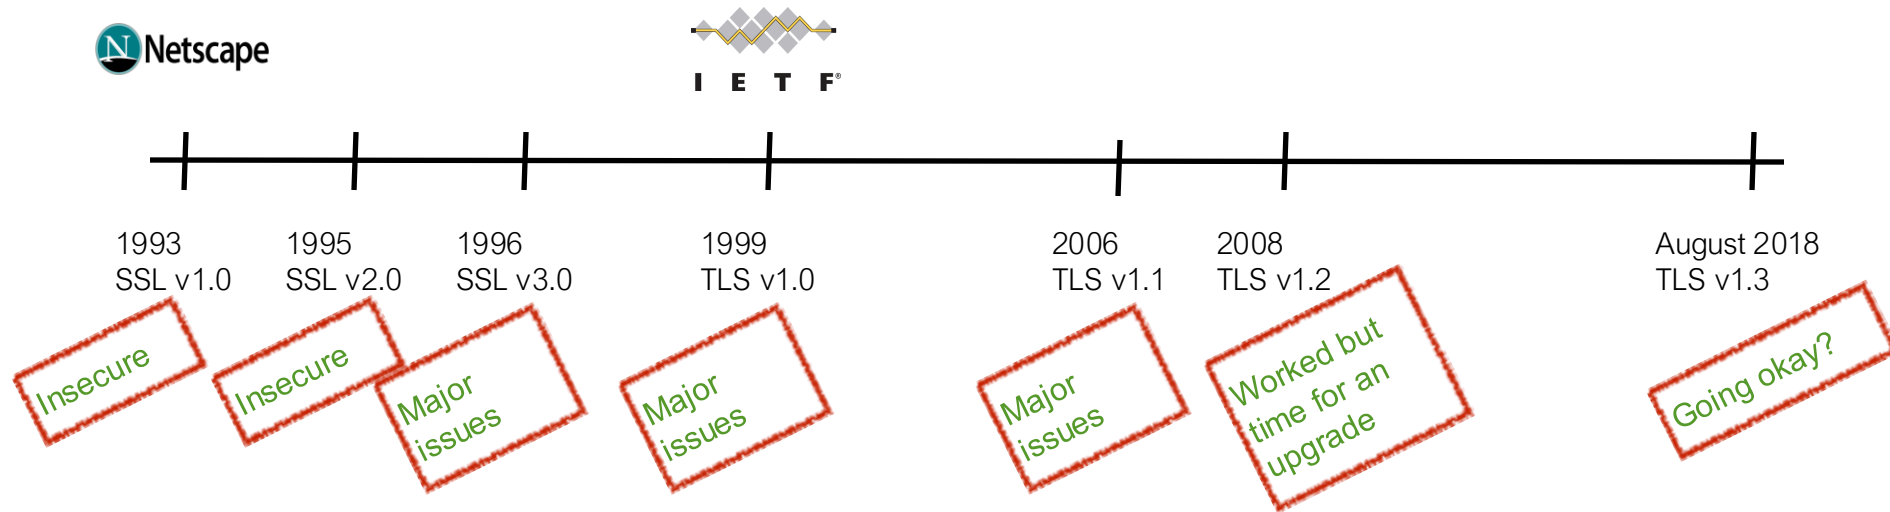 Netscape
I E T F®
1993
SSL v1.0
1995
SSL v2.0
1996
SSL v3.0
1999
TLS v1.0
2006
TLS v1.1
2008
TLS v1.2
August 2018
TLS v1.3
Insecure
Insecure
Major
issues
Major
issues
Major
issues
Worked but
time for an
upgrade
Going okay?